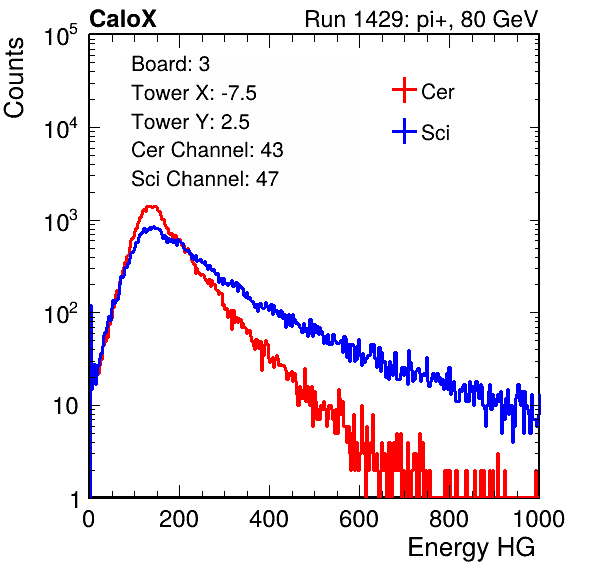 CaloX Run 1429: pi+, 80 GeV
Counts
10^5
10^4
10^3
10^2
10
1
Board: 3
Tower X: -7.5
Tower Y: 2.5
Cer Channel: 43
Sci Channel: 47
Cer
Sci
0 200 400 600 800 1000
Energy HG